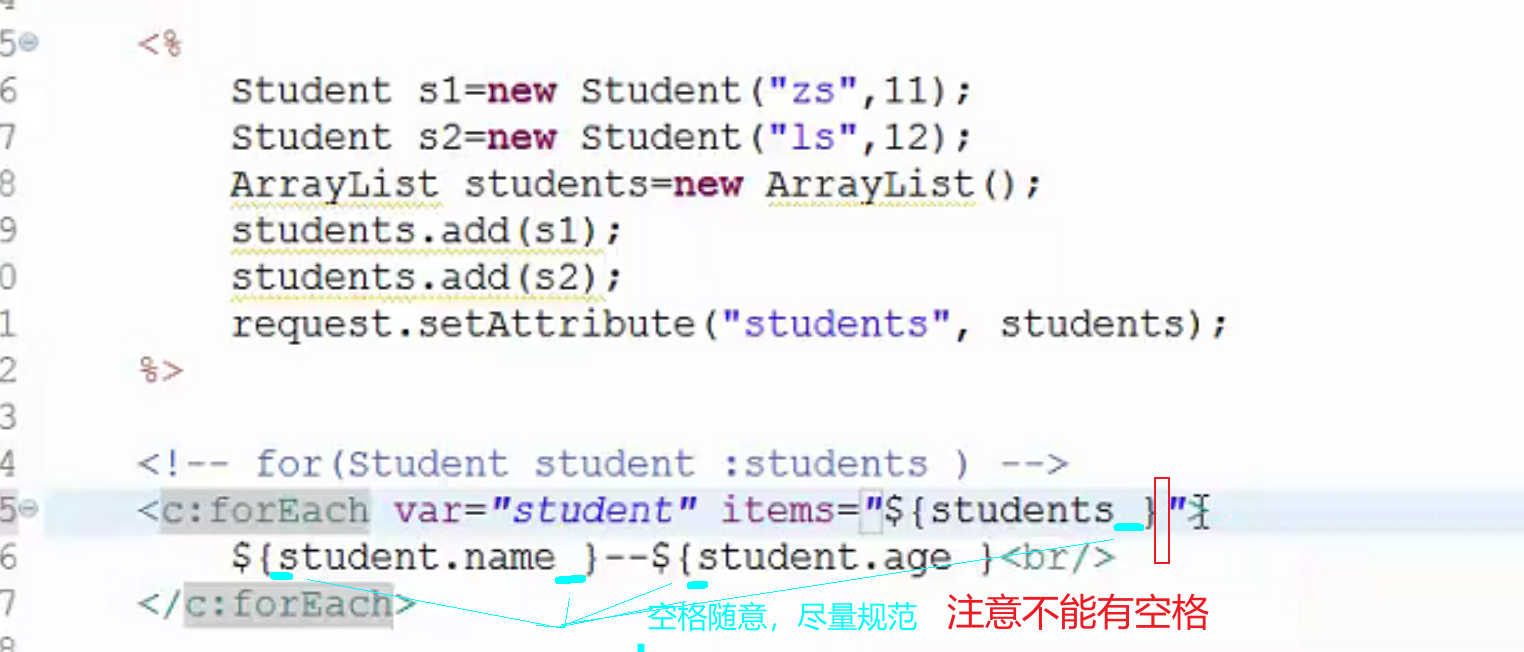 5 <%
6 Student s1=new Student("zs",11);
7 Student s2=new Student("ls",12);
8 ArrayList students=new ArrayList();
9 students.add(s1);
0 students.add(s2);
1 request.setAttribute("students", students);
2 %>
3
4 <!-- for(Student student :students ) -->
5 <c:forEach var="student" items="${students }">
6 ${student.name }--${student.age }<br/>
7 </c:forEach>
空格随意，尽量规范 注意不能有空格
8